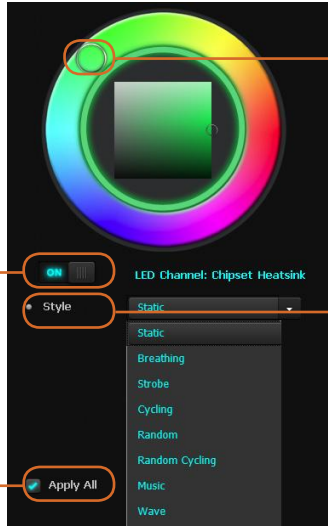 ON
LED Channel: Chipset Heatsink
Style
Static
Static
Breathing
Strobe
Cycling
Random
Random Cycling
Music
Wave
Apply All